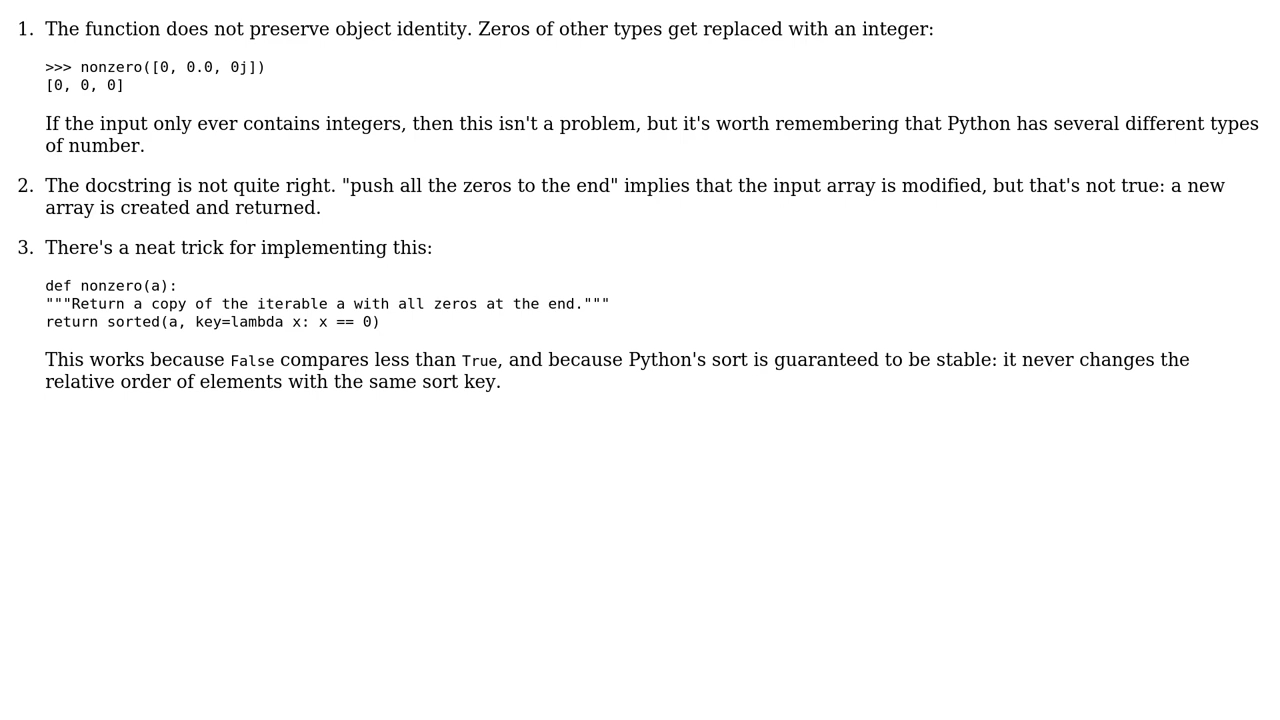 1. The function does not preserve object identity. Zeros of other types get replaced with an integer:
>>> nonzero([0, 0.0, 0j])
[0, 0, 0]
If the input only ever contains integers, then this isn't a problem, but it's worth remembering that Python has several different types
of number.
2. The docstring is not quite right. "push all the zeros to the end" implies that the input array is modified, but that's not true: a new
array is created and returned.
3. There's a neat trick for implementing this:
def nonzero(a):
"""Return a copy of the iterable a with all zeros at the end."""
return sorted(a, key=lambda x: x == 0)
This works because False compares less than True, and because Python's sort is guaranteed to be stable: it never changes the
relative order of elements with the same sort key.